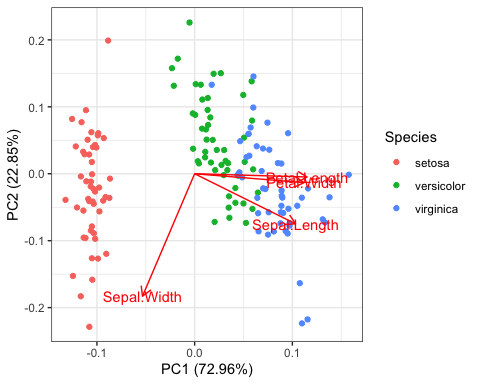 0.2
0.1
0.0
-0.1
-0.2
PC2 (22.85%)
Petal.Length
Petal.Width
Sepal.Length
Sepal.Width
-0.1
0.0
0.1
PC1 (72.96%)
Species
setosa
versicolor
virginica